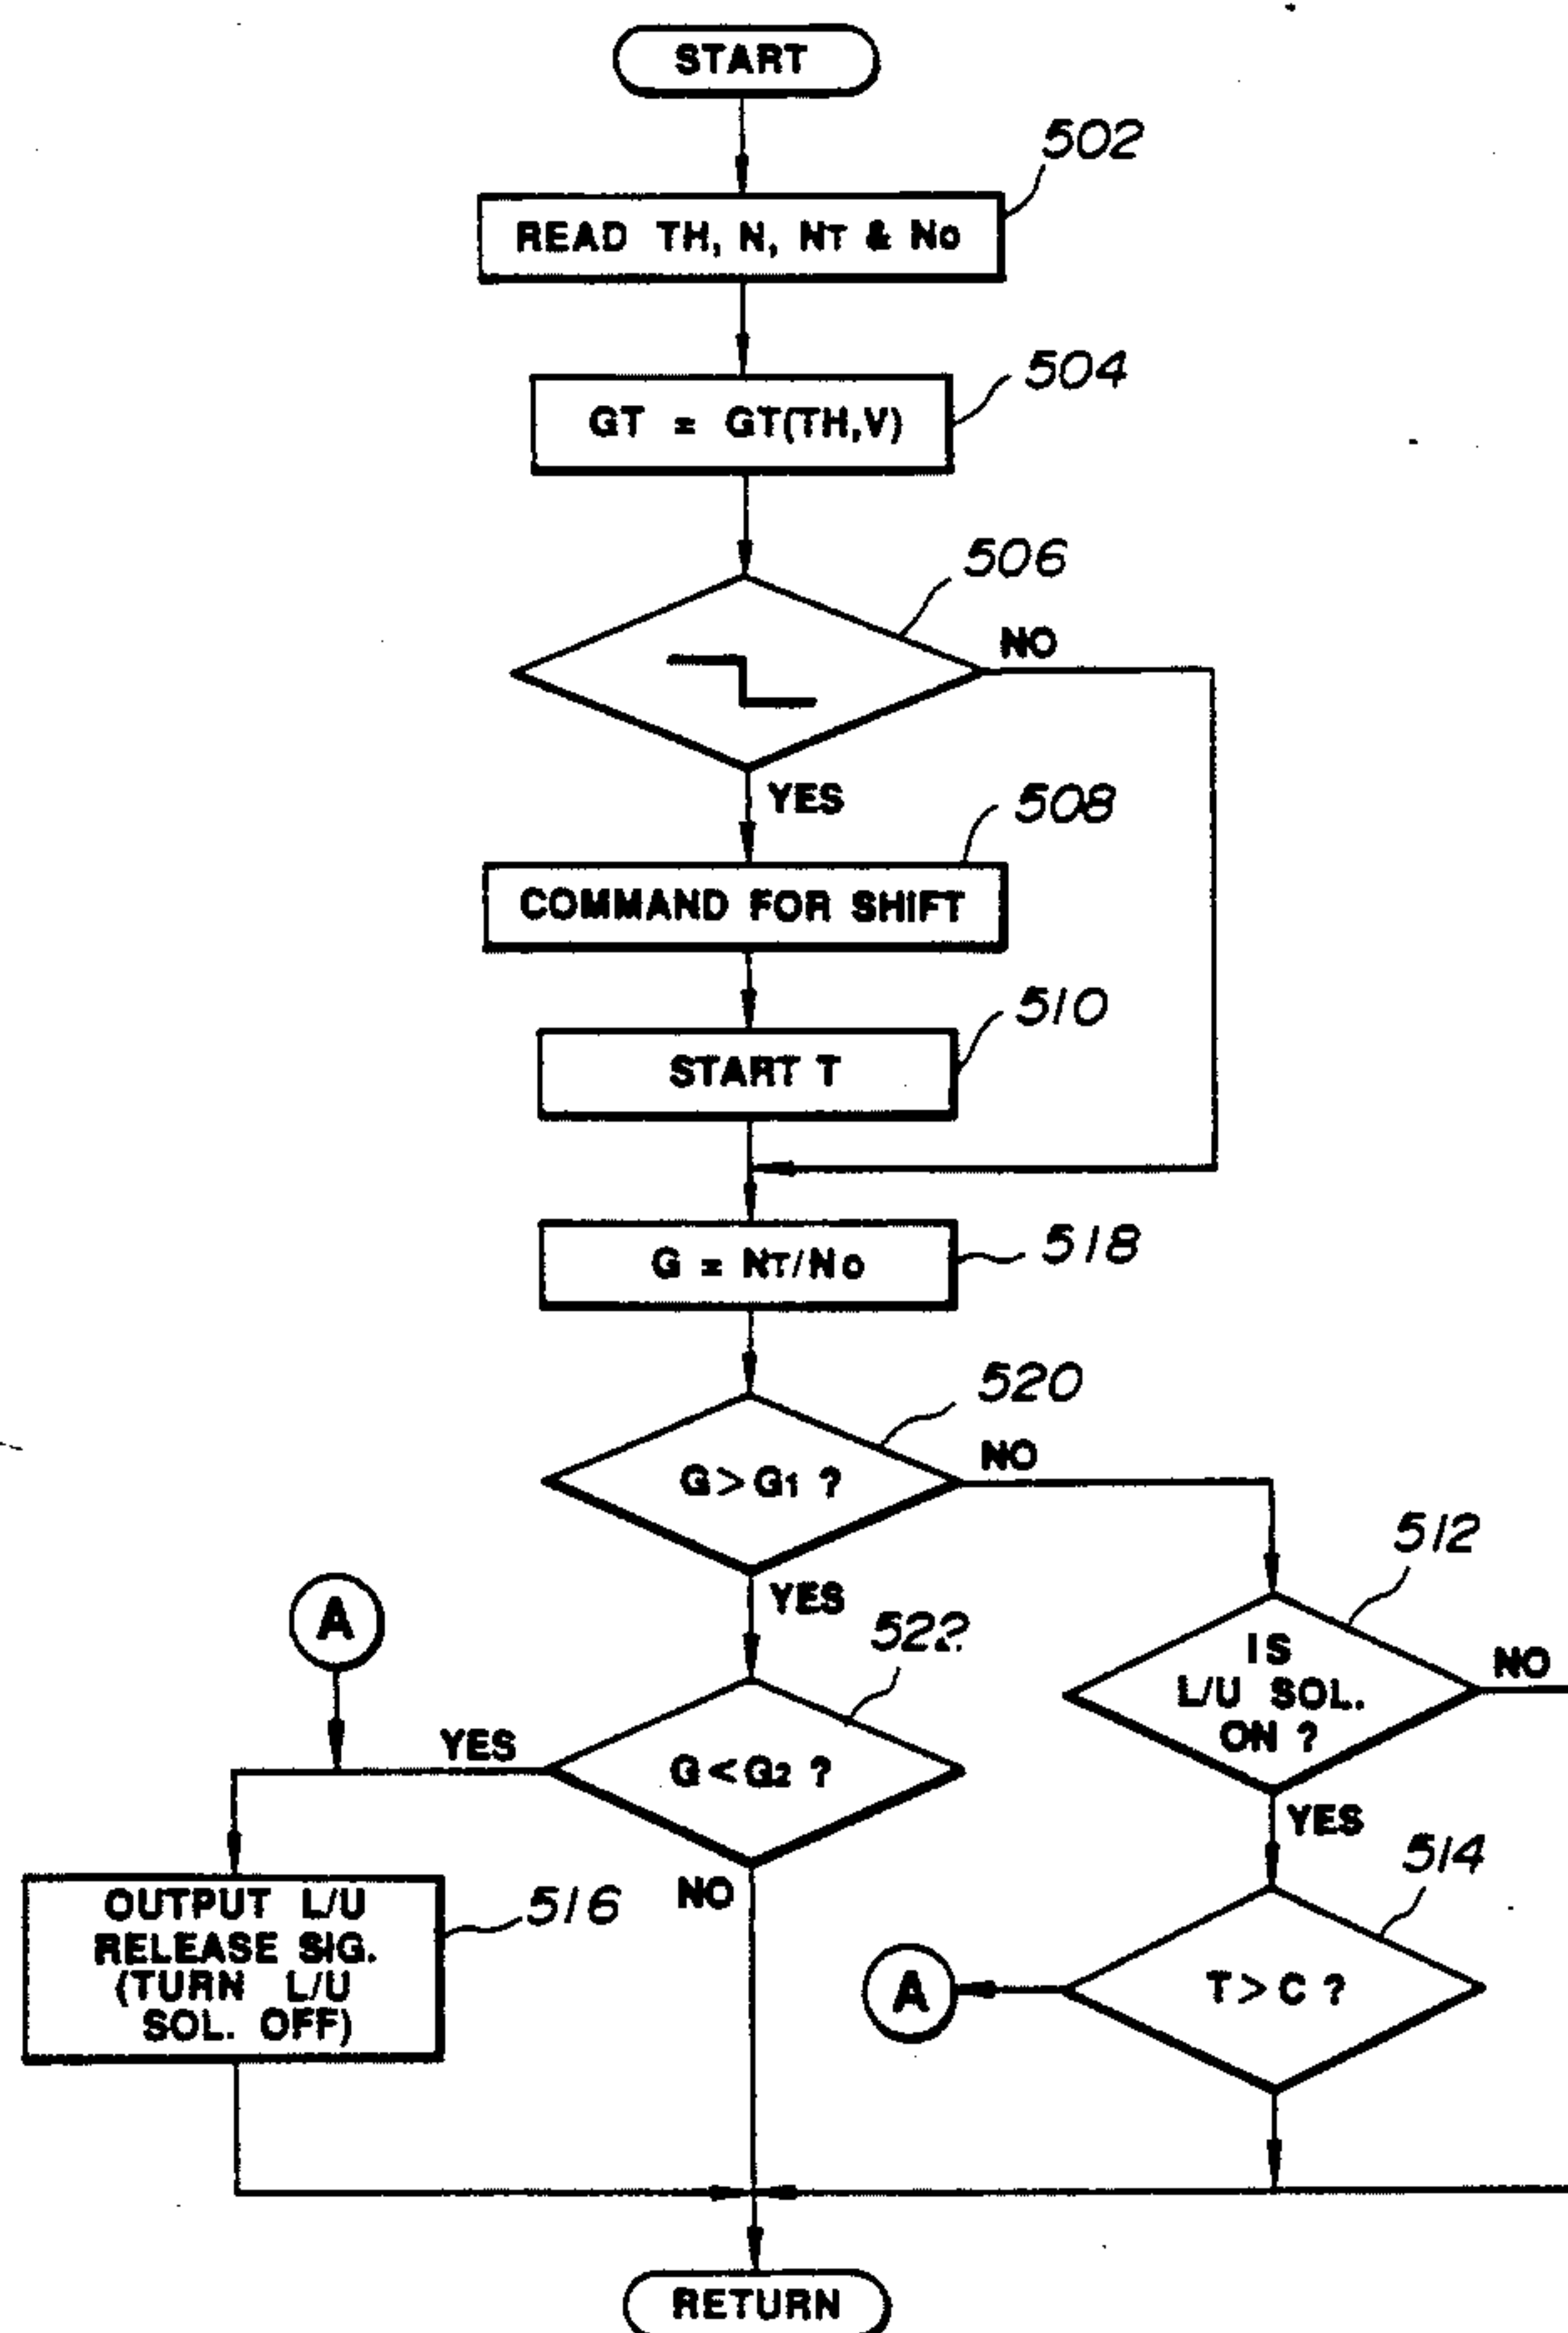 START
502
READ TH, N, NT & No
504
GT = GT(TH,V)
506
NO
YES
508
COMMAND FOR SHIFT
510
START T
518
G = NT/No
520
G>G1 ?
NO
YES
512
IS
L/U SOL.
ON ?
NO
YES
A
522
G<G2 ?
YES
NO
514
T>C ?
A
516
OUTPUT L/U
RELEASE SIG.
(TURN L/U
SOL. OFF)
RETURN